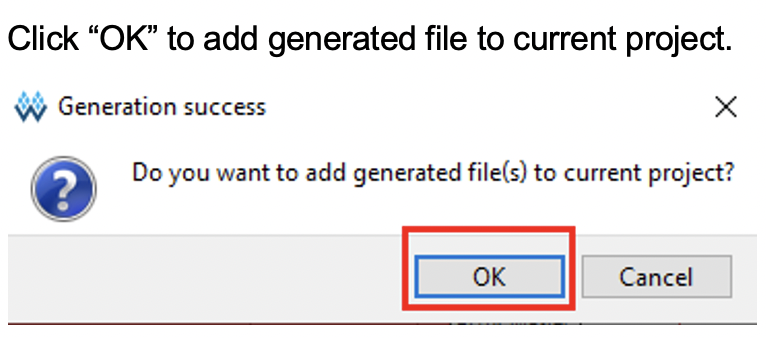 Click “OK” to add generated file to current project.
Generation success
Do you want to add generated file(s) to current project?
OK
Cancel